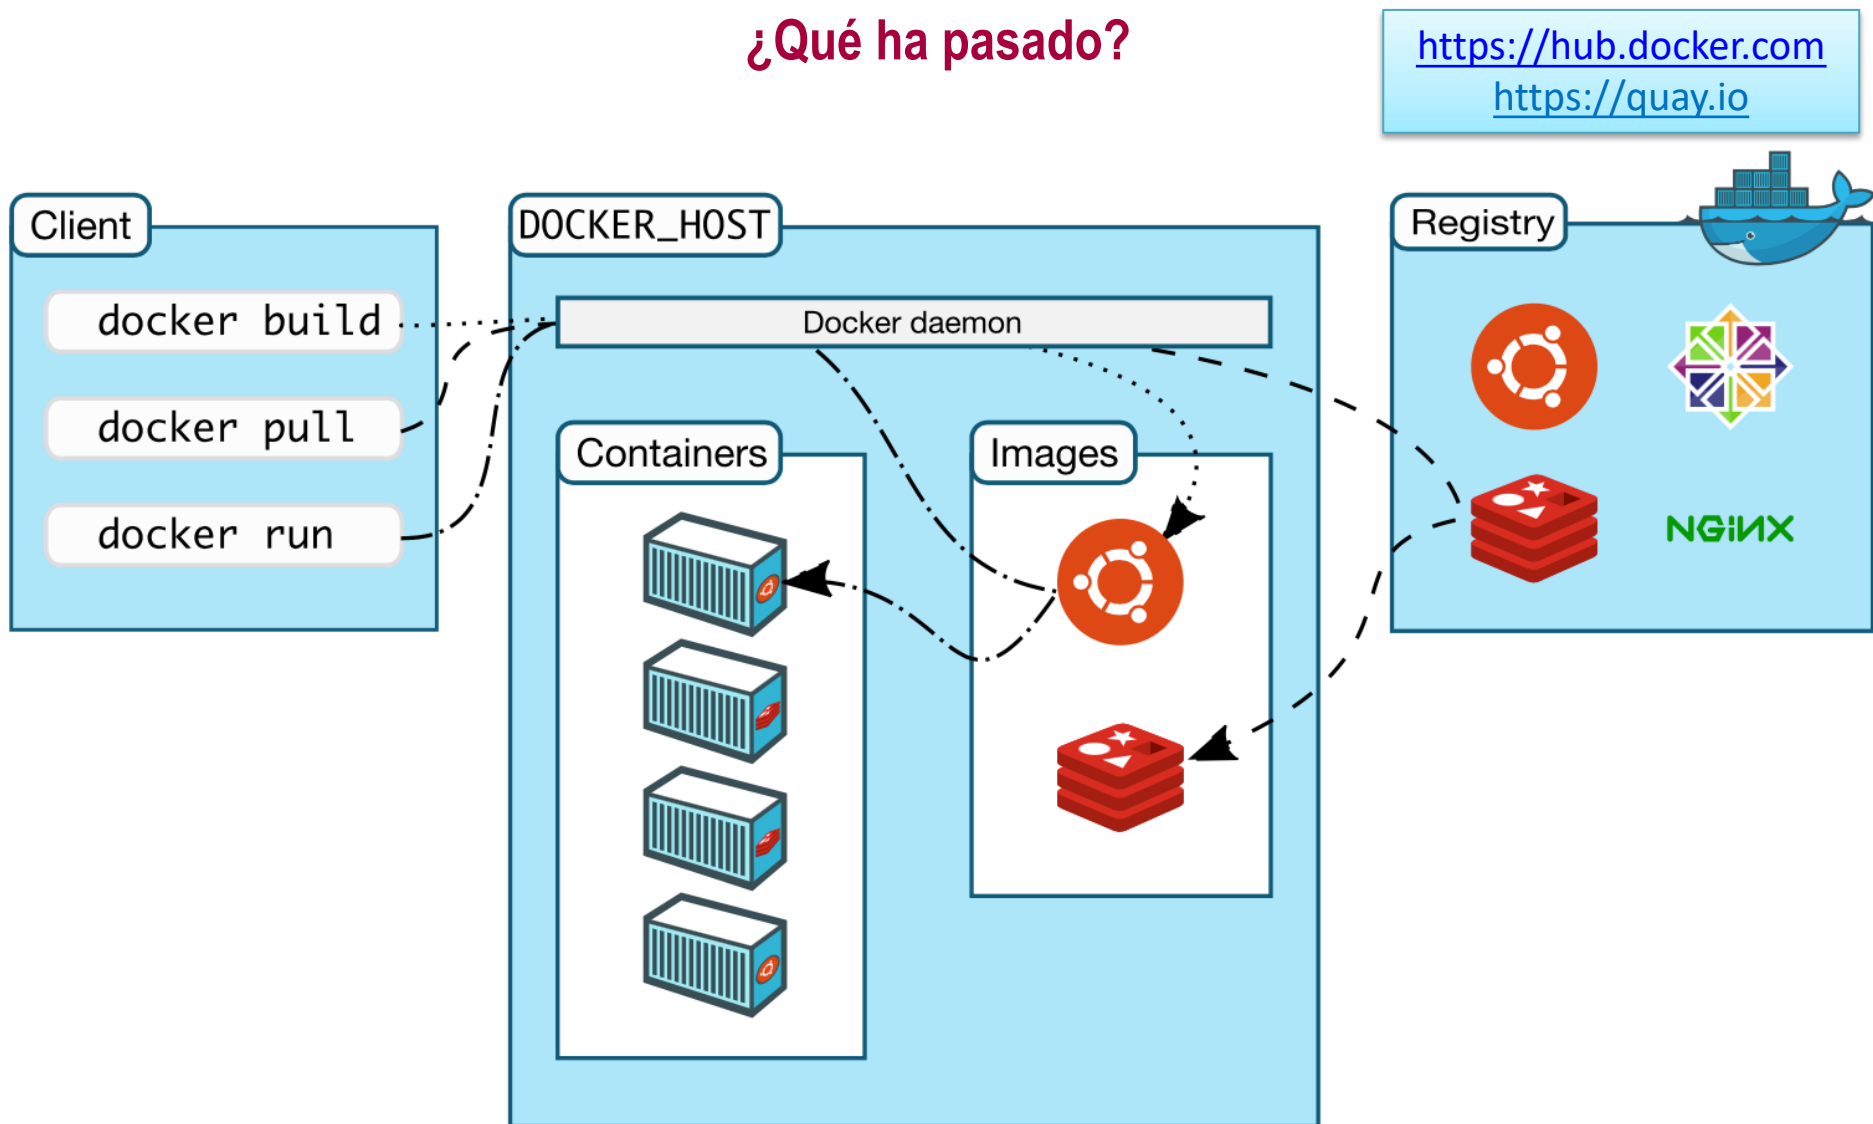 ¿Qué ha pasado?
https://hub.docker.com
https://quay.io
Client
docker build
docker pull
docker run
DOCKER_HOST
Docker daemon
Containers
Images
Registry
NGiNX